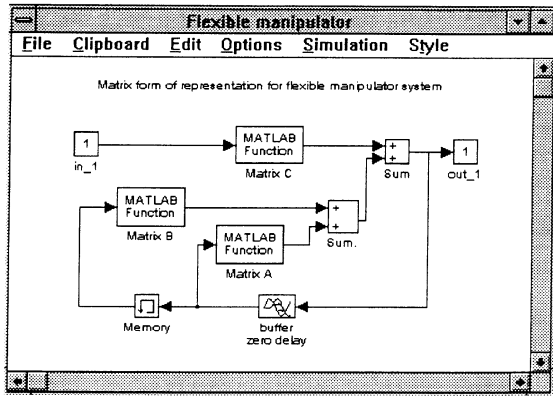 Flexible manipulator
File Clipboard Edit Options Simulation Style
Matrix form of representation for flexible manipulator system
1
in_1
MATLAB
Function
Matrix C
+
+
Sum
1
out_1
MATLAB
Function
Matrix B
+
+
Sum.
MATLAB
Function
Matrix A
Memory
buffer
zero delay